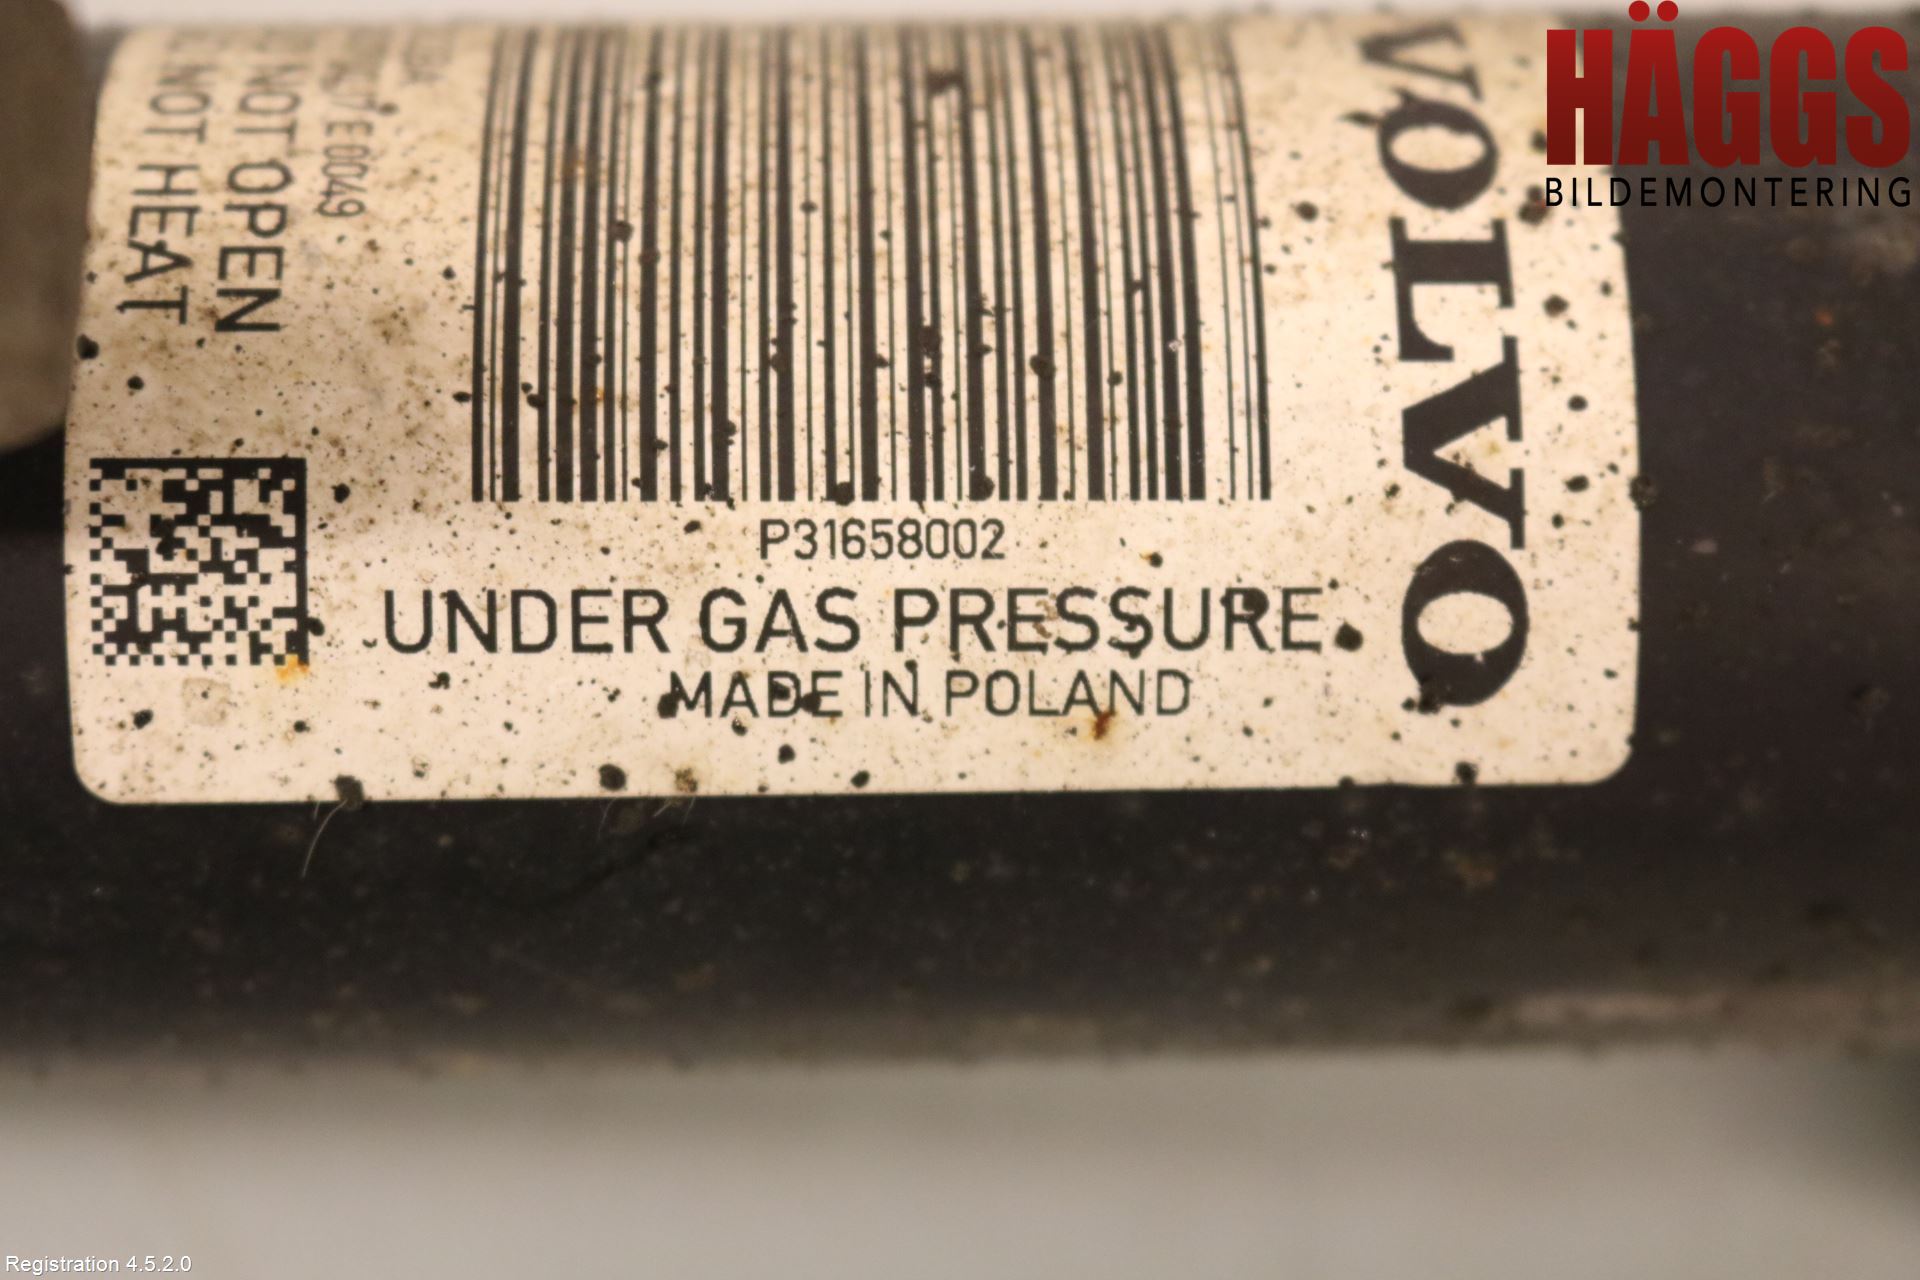 HÄGGS
BILDEMONTERING
VOLVO
E 0049
NOT OPEN
NOT HEAT
P31658002
UNDER GAS PRESSURE
MADE IN POLAND
Registration 4.5.2.0